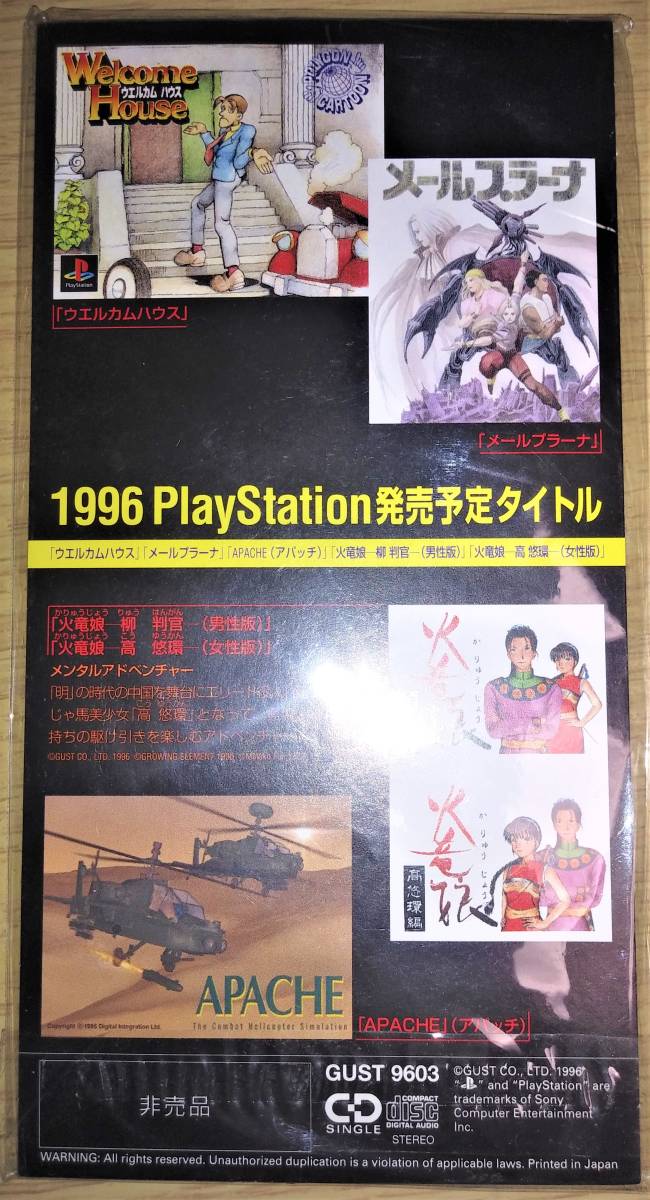 Welcome
ウエルカム ハウス
House
CARTOON
PlayStation
「ウエルカムハウス」
メールプラーナ
「メールプラーナ」
1996 PlayStation発売予定タイトル
「ウエルカムハウス」「メールプラーナ」「APACHE(アパッチ)」「火竜娘—柳 判官—(男性版)」「火竜娘—高 悠環—(女性版)」
かりゅうじょう りゅう はんがん
「火竜娘—柳 判官—(男性版)」
かりゅうじょう こう ゆうかん
「火竜娘—高 悠環—(女性版)」
メンタルアドベンチャー
「明」の時代の中国を舞台にエリート
じゃ馬美少女「高 悠環」となって
持ちの駆け引きを楽しむアドベンチャー
©GUST CO., LTD. 1996 ©GROWING ELEMENT 1996
火竜娘
かりゅうじょう
火竜娘
かりゅうじょう
高悠環編
APACHE
The Combat Helicopter Simulation
Copyright © 1995 Digital Integration Ltd.
「APACHE」(アパッチ)
非売品
GUST 9603
CD
SINGLE
COMPACT
disc
DIGITAL AUDIO
STEREO
©GUST CO., LTD. 1996
" " and "PlayStation" are
trademarks of Sony
Computer Entertainment
Inc.
WARNING: All rights reserved. Unauthorized duplication is a violation of applicable laws. Printed in Japan